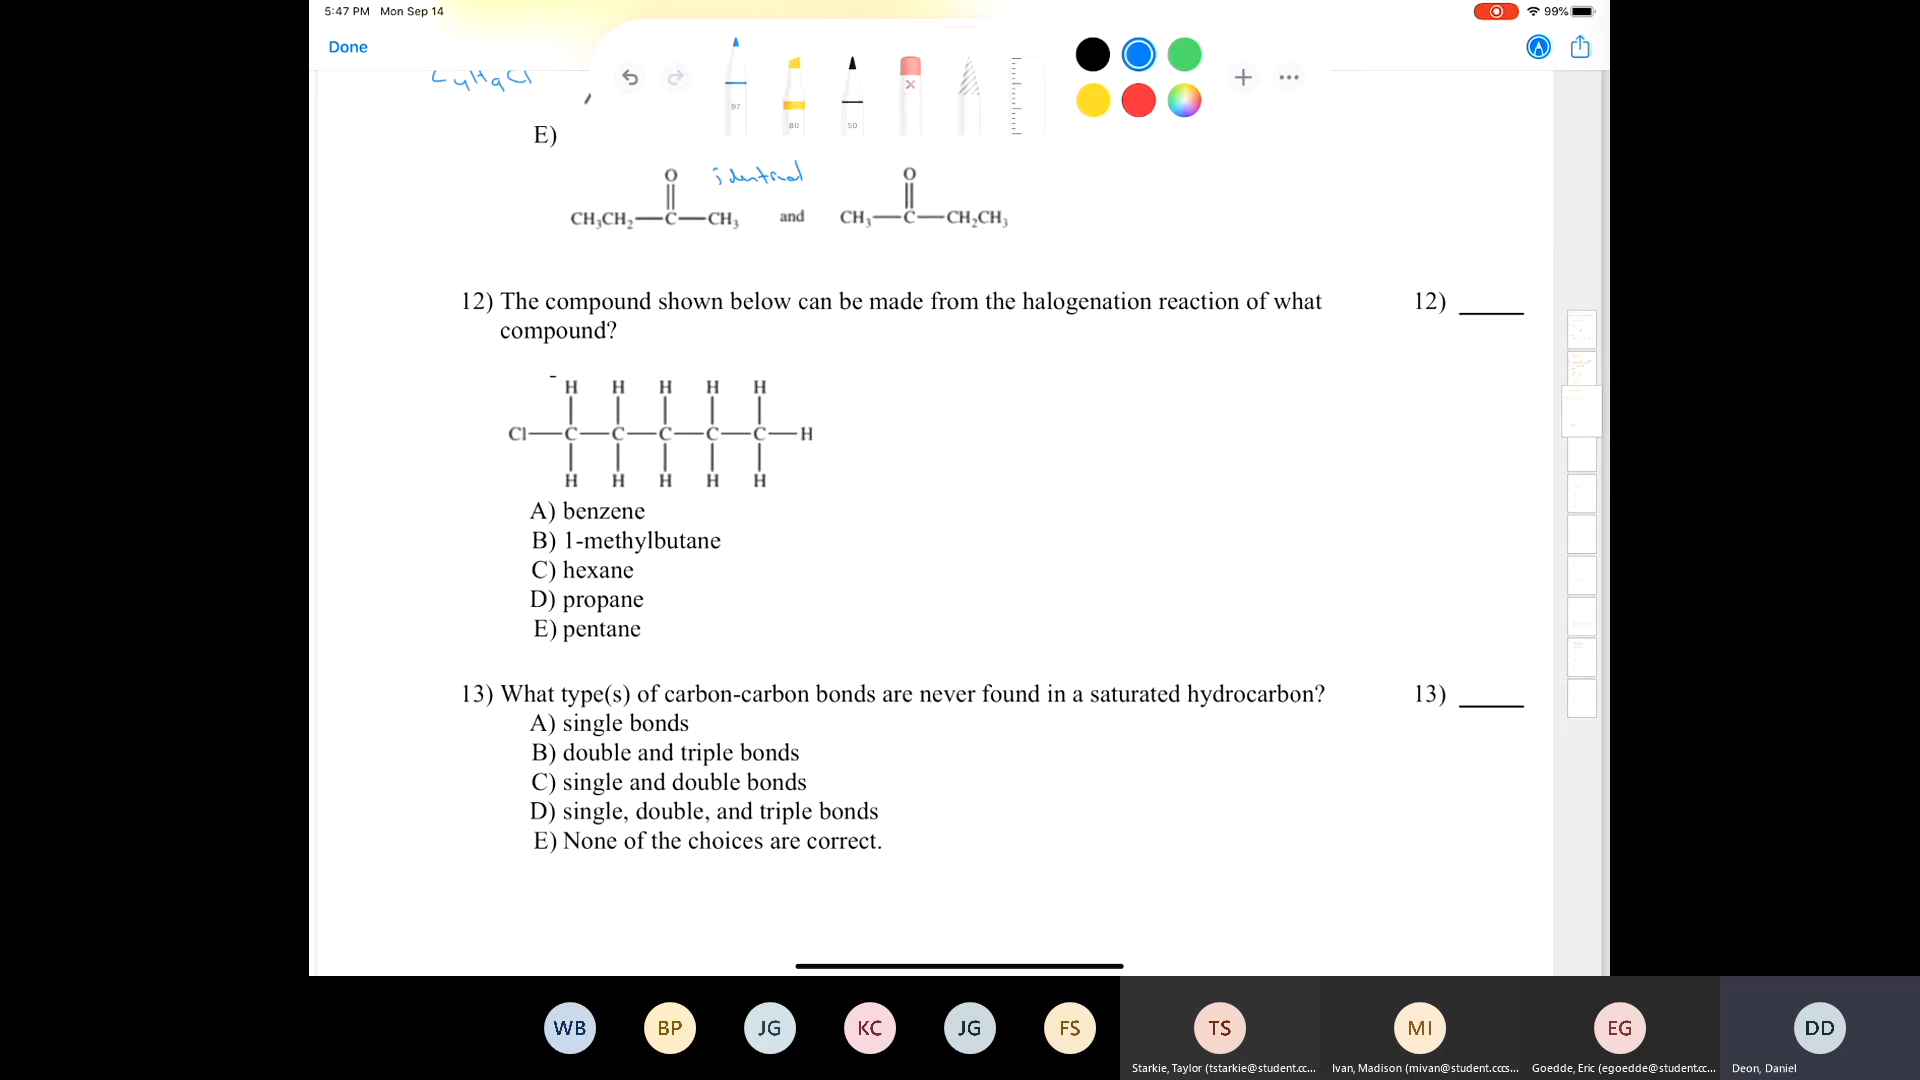 5:47 PM Mon Sep 14
99%
Done
C4H9Cl
97
80
50
E)
identical
O
O
CH3CH2—C—CH3 and CH3—C—CH2CH3
12) The compound shown below can be made from the halogenation reaction of what
compound?
12) _____
H H H H H
Cl—C—C—C—C—C—H
H H H H H
A) benzene
B) 1-methylbutane
C) hexane
D) propane
E) pentane
13) What type(s) of carbon-carbon bonds are never found in a saturated hydrocarbon?
13) _____
A) single bonds
B) double and triple bonds
C) single and double bonds
D) single, double, and triple bonds
E) None of the choices are correct.
WB BP JG KC JG FS TS MI EG DD
Starkie, Taylor (tstarkie@student.cc...
Ivan, Madison (mivan@student.cccs...
Goedde, Eric (egoedde@student.cc...
Deon, Daniel